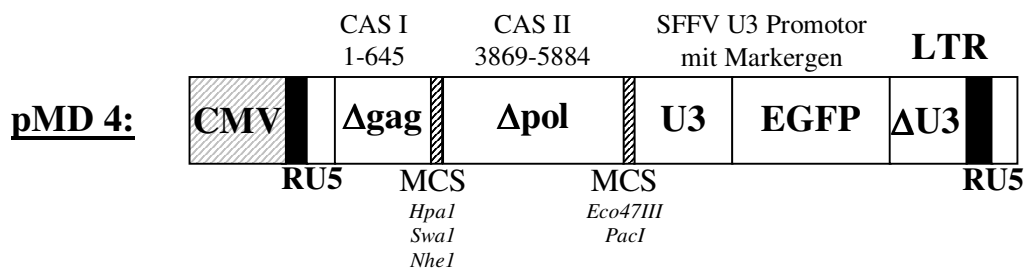 CAS I
1-645
CAS II
3869-5884
SFFV U3 Promotor
mit Markergen
LTR
pMD 4:
CMV
Δgag
Δpol
U3
EGFP
ΔU3
RU5
MCS
MCS
RU5
Hpa1
Swa1
Nhe1
Eco47III
PacI